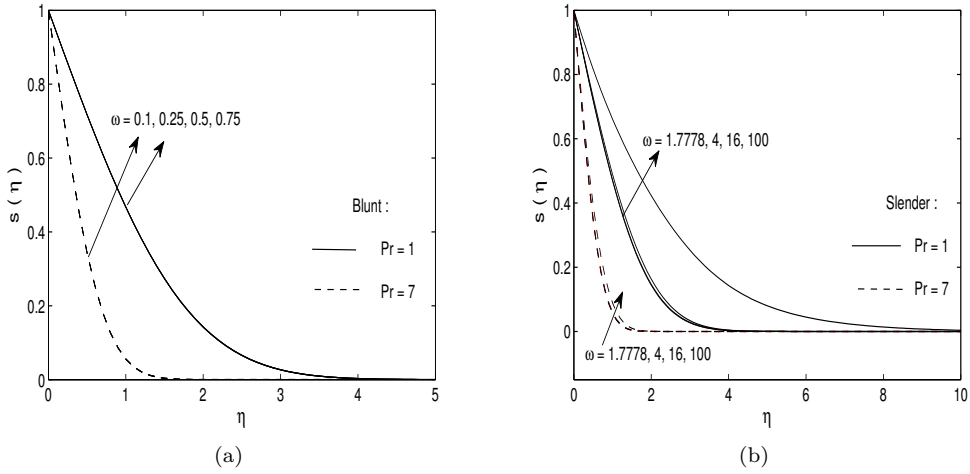 1
0.8
0.6
0.4
0.2
0
s ( η )
ω = 0.1, 0.25, 0.5, 0.75
Blunt :
Pr = 1
Pr = 7
0 1 2 3 4 5
η
(a)
1
0.8
0.6
0.4
0.2
0
s ( η )
ω = 1.7778, 4, 16, 100
Slender :
Pr = 1
Pr = 7
ω = 1.7778, 4, 16, 100
0 2 4 6 8 10
η
(b)